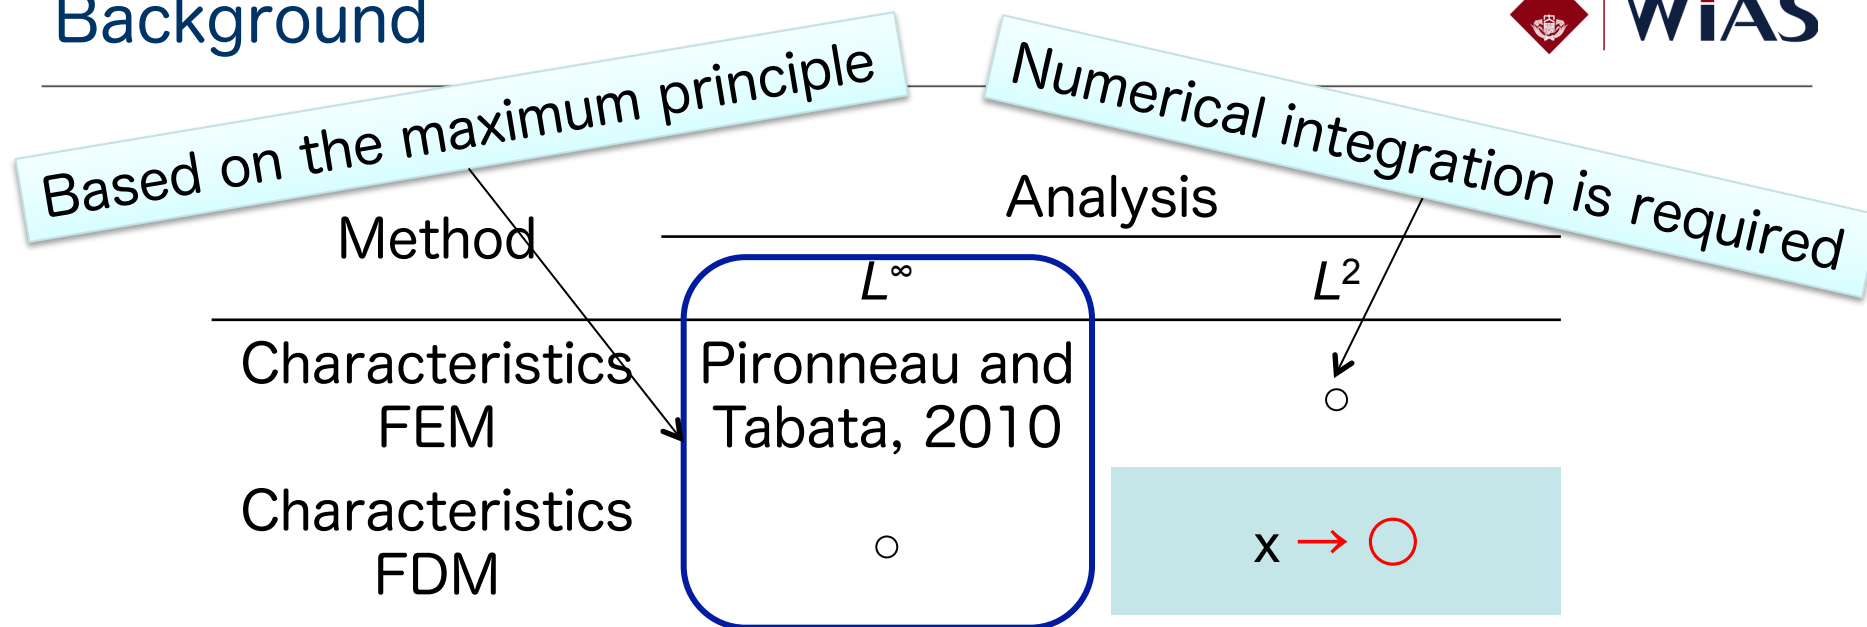 Background
WiAS
Based on the maximum principle
Numerical integration is required
Method
Analysis
L∞
L2
Characteristics
FEM
Pironneau and
Tabata, 2010
○
Characteristics
FDM
○
x → ○